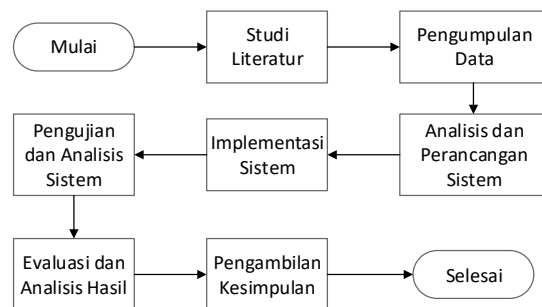 Mulai
Studi
Literatur
Pengumpulan
Data
Analisis dan
Perancangan
Sistem
Implementasi
Sistem
Pengujian
dan Analisis
Sistem
Evaluasi dan
Analisis Hasil
Pengambilan
Kesimpulan
Selesai